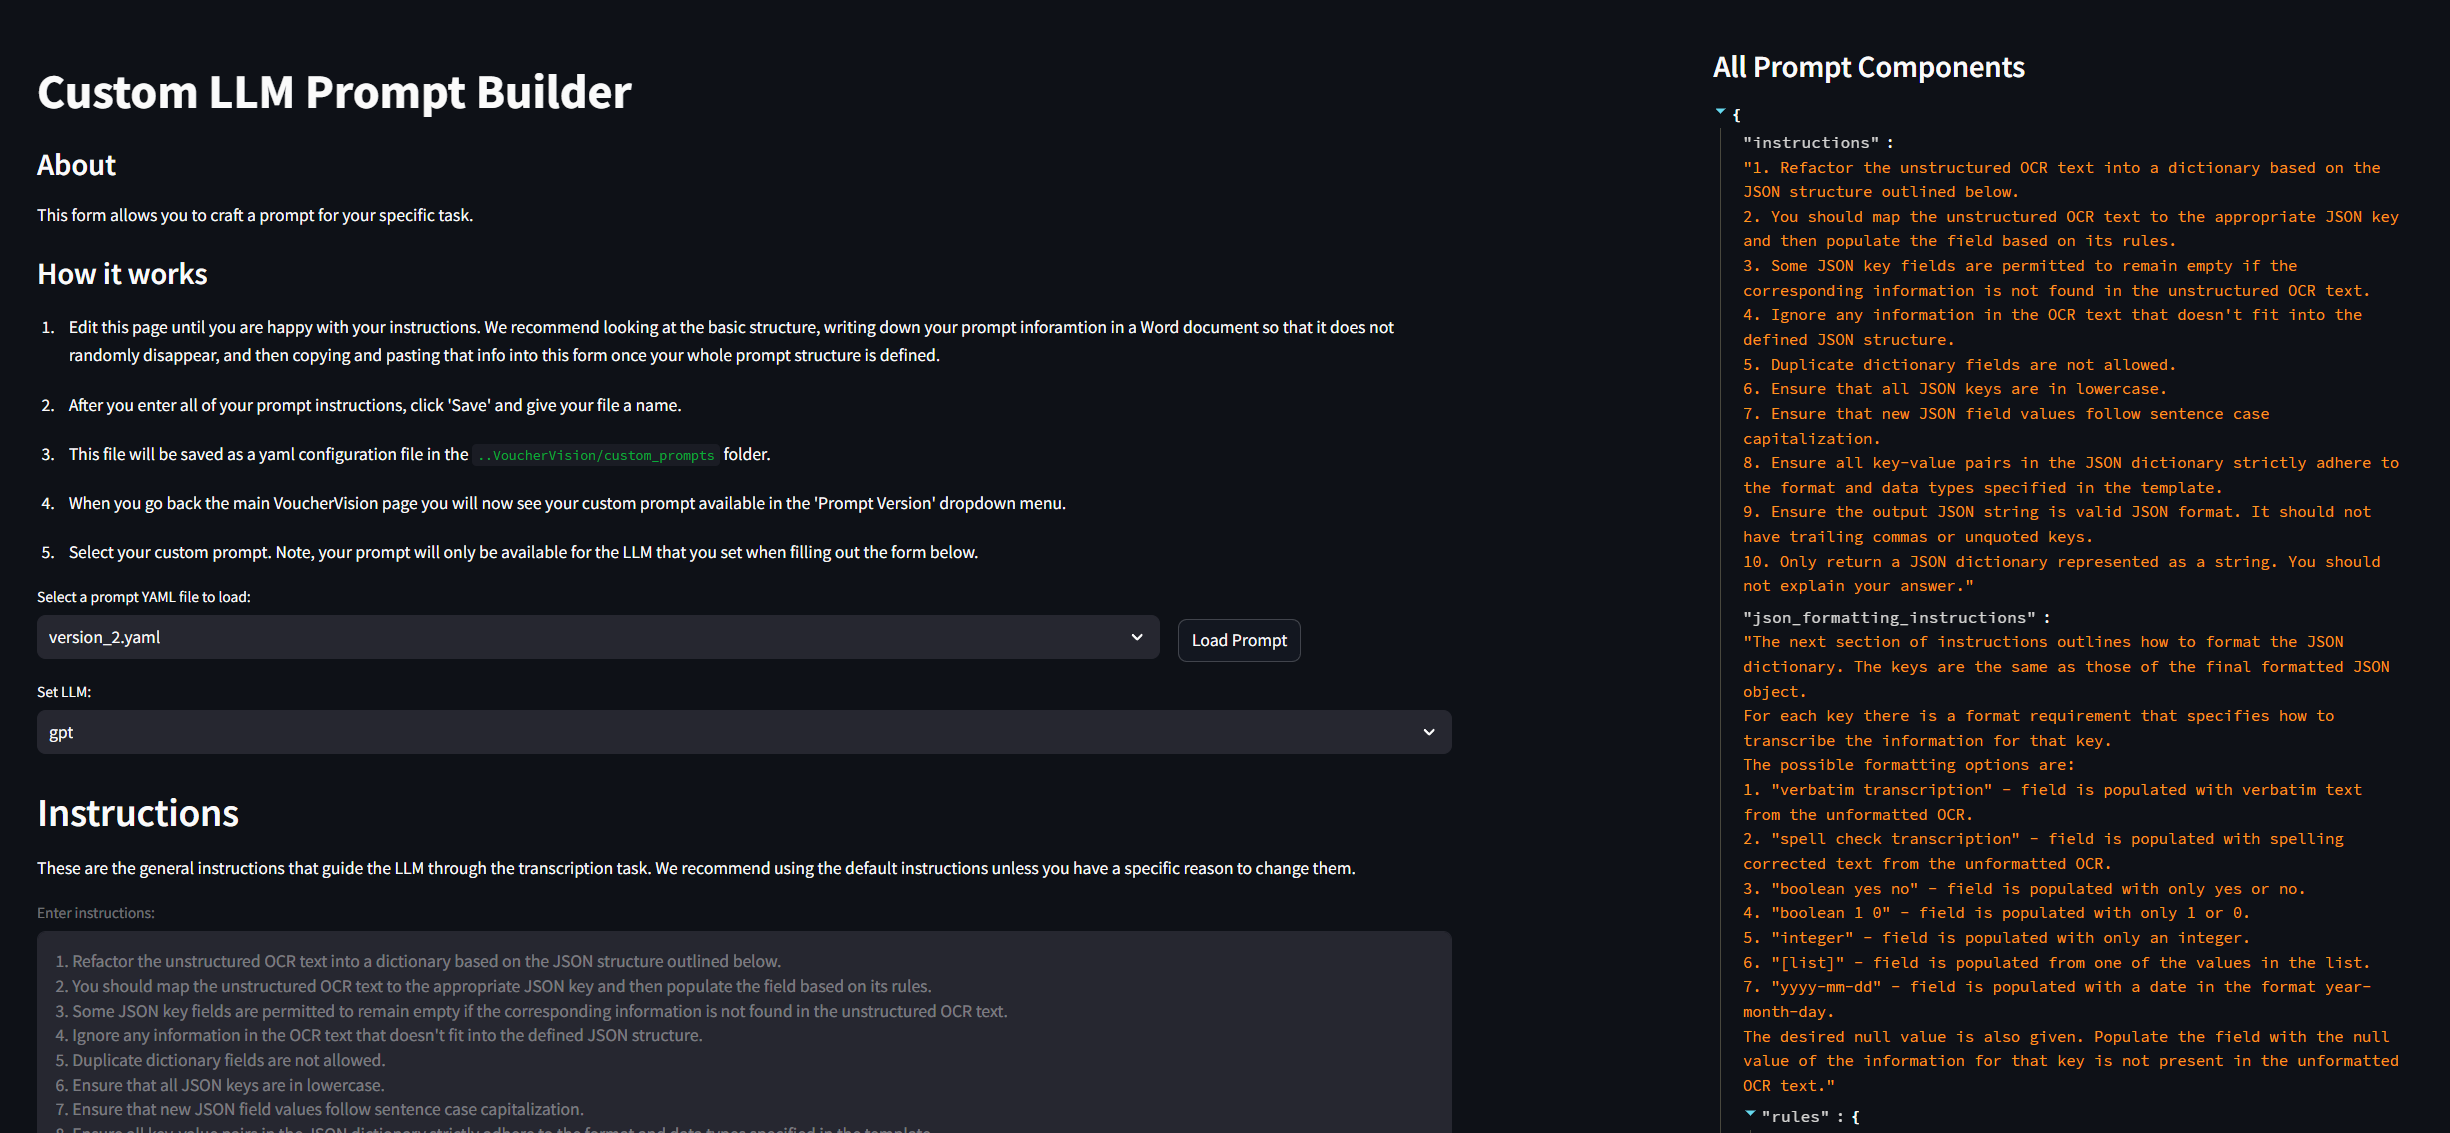 Custom LLM Prompt Builder
About
This form allows you to craft a prompt for your specific task.
How it works
1. Edit this page until you are happy with your instructions. We recommend looking at the basic structure, writing down your prompt inforamtion in a Word document so that it does not
randomly disappear, and then copying and pasting that info into this form once your whole prompt structure is defined.
2. After you enter all of your prompt instructions, click 'Save' and give your file a name.
3. This file will be saved as a yaml configuration file in the ..VoucherVision/custom_prompts folder.
4. When you go back the main VoucherVision page you will now see your custom prompt available in the 'Prompt Version' dropdown menu.
5. Select your custom prompt. Note, your prompt will only be available for the LLM that you set when filling out the form below.
Select a prompt YAML file to load:
version_2.yaml
Load Prompt
Set LLM:
gpt
Instructions
These are the general instructions that guide the LLM through the transcription task. We recommend using the default instructions unless you have a specific reason to change them.
Enter instructions:
1. Refactor the unstructured OCR text into a dictionary based on the JSON structure outlined below.
2. You should map the unstructured OCR text to the appropriate JSON key and then populate the field based on its rules.
3. Some JSON key fields are permitted to remain empty if the corresponding information is not found in the unstructured OCR text.
4. Ignore any information in the OCR text that doesn't fit into the defined JSON structure.
5. Duplicate dictionary fields are not allowed.
6. Ensure that all JSON keys are in lowercase.
7. Ensure that new JSON field values follow sentence case capitalization.
8. Ensure all key-value pairs in the JSON dictionary strictly adhere to the format and data types specified in the template.
All Prompt Components
{
"instructions" :
"1. Refactor the unstructured OCR text into a dictionary based on the
JSON structure outlined below.
2. You should map the unstructured OCR text to the appropriate JSON key
and then populate the field based on its rules.
3. Some JSON key fields are permitted to remain empty if the
corresponding information is not found in the unstructured OCR text.
4. Ignore any information in the OCR text that doesn't fit into the
defined JSON structure.
5. Duplicate dictionary fields are not allowed.
6. Ensure that all JSON keys are in lowercase.
7. Ensure that new JSON field values follow sentence case
capitalization.
8. Ensure all key-value pairs in the JSON dictionary strictly adhere to
the format and data types specified in the template.
9. Ensure the output JSON string is valid JSON format. It should not
have trailing commas or unquoted keys.
10. Only return a JSON dictionary represented as a string. You should
not explain your answer."
"json_formatting_instructions" :
"The next section of instructions outlines how to format the JSON
dictionary. The keys are the same as those of the final formatted JSON
object.
For each key there is a format requirement that specifies how to
transcribe the information for that key.
The possible formatting options are:
1. "verbatim transcription" - field is populated with verbatim text
from the unformatted OCR.
2. "spell check transcription" - field is populated with spelling
corrected text from the unformatted OCR.
3. "boolean yes no" - field is populated with only yes or no.
4. "boolean 1 0" - field is populated with only 1 or 0.
5. "integer" - field is populated with only an integer.
6. "[list]" - field is populated from one of the values in the list.
7. "yyyy-mm-dd" - field is populated with a date in the format year-
month-day.
The desired null value is also given. Populate the field with the null
value of the information for that key is not present in the unformatted
OCR text."
"rules" : {